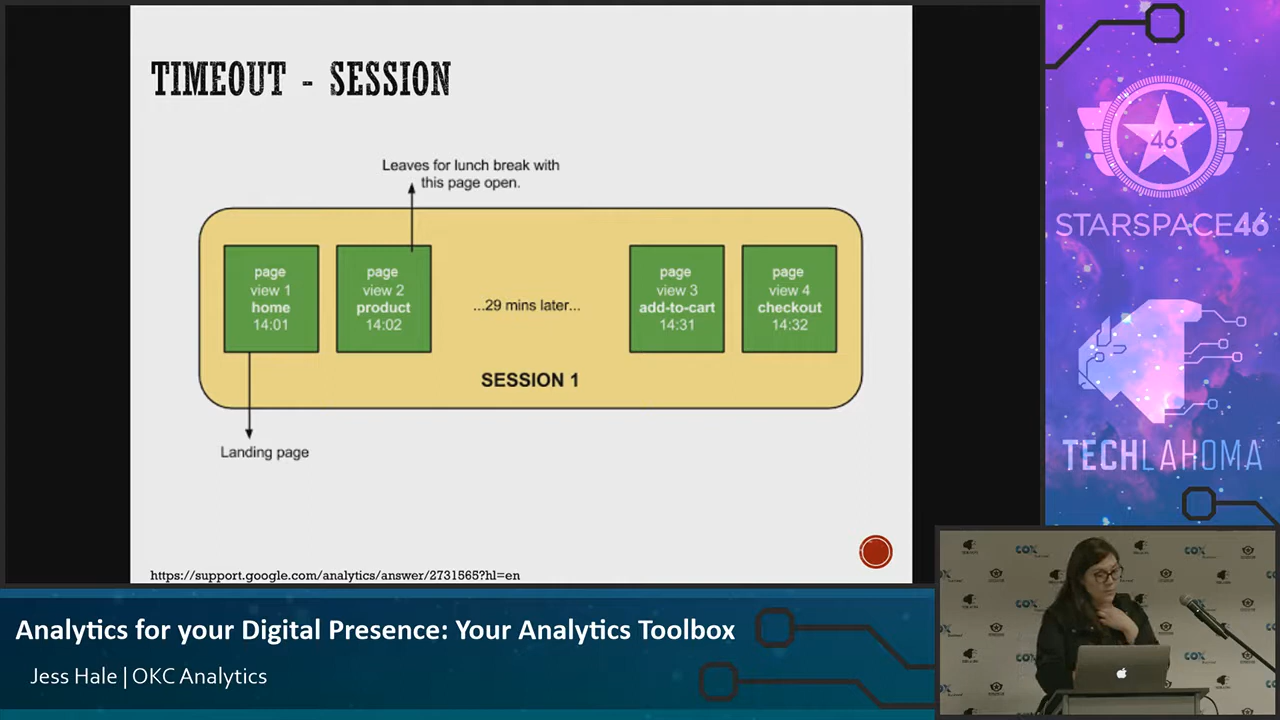 TIMEOUT - SESSION
Leaves for lunch break with
this page open.
page
view 1
home
14:01
page
view 2
product
14:02
...29 mins later...
page
view 3
add-to-cart
14:31
page
view 4
checkout
14:32
SESSION 1
Landing page
https://support.google.com/analytics/answer/2731565?hl=en
46
STARSPACE46
TECHLAHOMA
COX
Analytics for your Digital Presence: Your Analytics Toolbox
Jess Hale | OKC Analytics